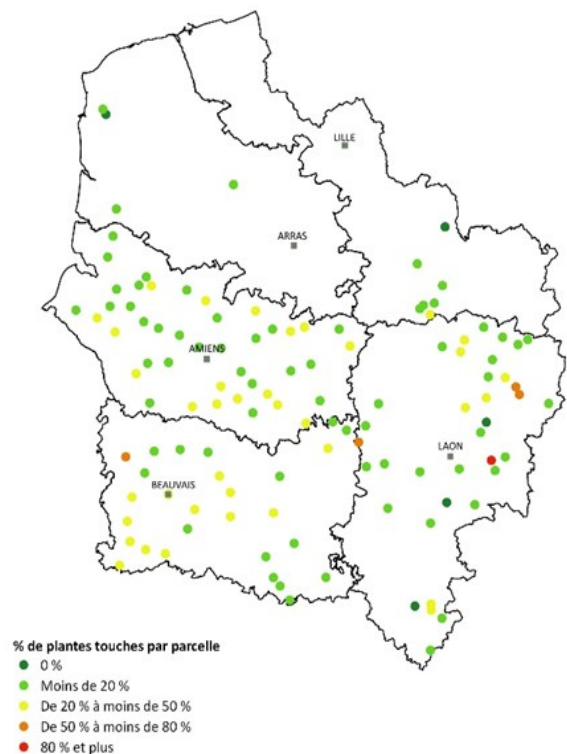 LILLE
ARRAS
AMIENS
LAON
BEAUVAIS
% de plantes touches par parcelle
0 %
Moins de 20 %
De 20 % à moins de 50 %
De 50 % à moins de 80 %
80 % et plus